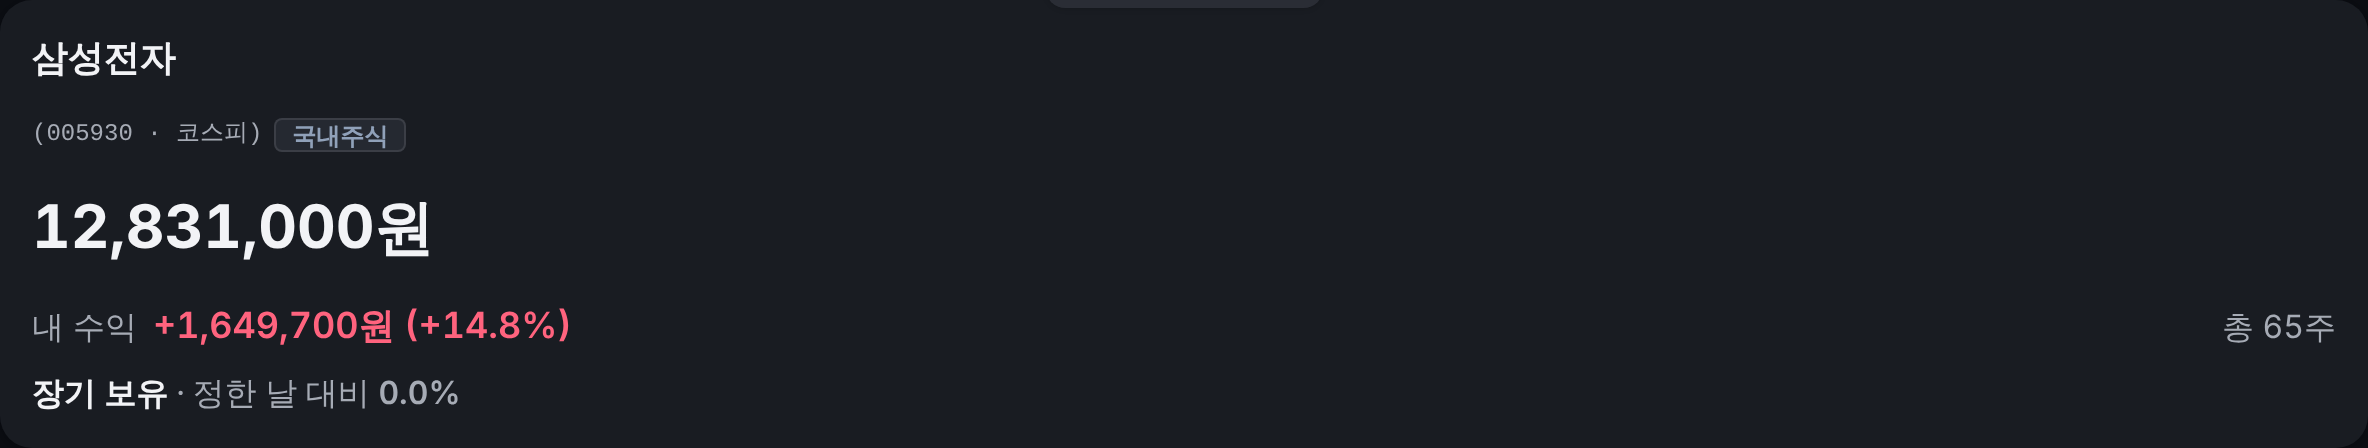 삼성전자
(005930 · 코스피) 국내주식
12,831,000원
내 수익 +1,649,700원 (+14.8%) 총 65주
장기 보유 · 정한 날 대비 0.0%